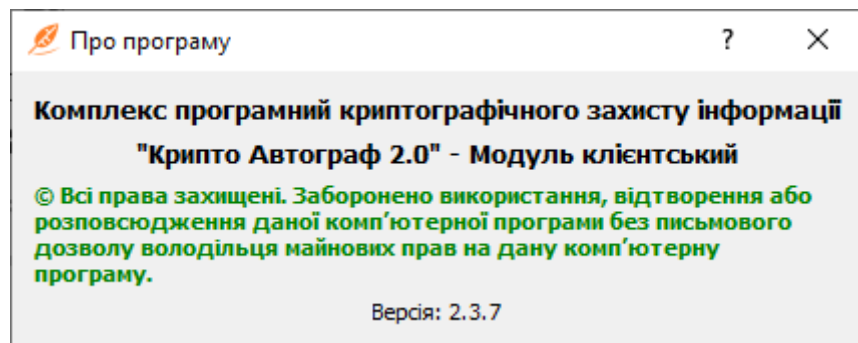 Про програму
Комплекс програмний криптографічного захисту інформації
"Крипто Автограф 2.0" - Модуль клієнтський
© Всі права захищені. Заборонено використання, відтворення або
розповсюдження даної комп’ютерної програми без письмового
дозволу володільця майнових прав на дану комп’ютерну
програму.
Версія: 2.3.7